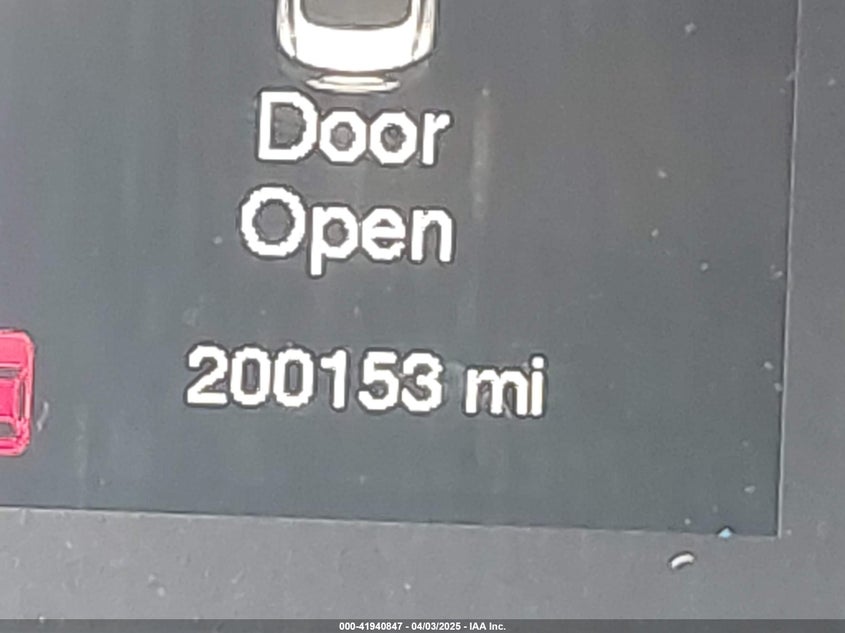 Door
Open
200153 mi
000-41940847 - 04/03/2025 - IAA Inc.